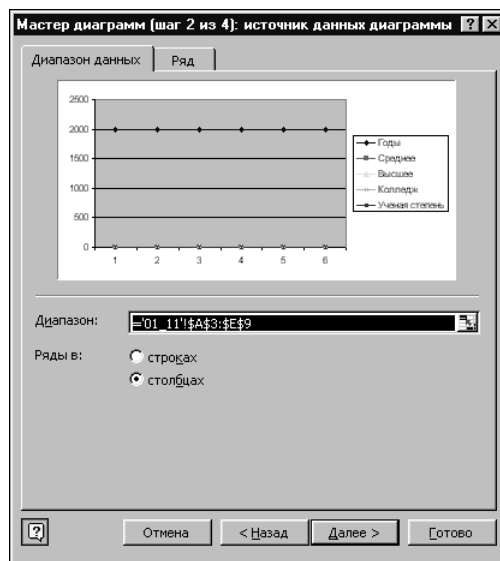 Мастер диаграмм (шаг 2 из 4): источник данных диаграммы
Диапазон данных
Ряд
2500
2000
1500
1000
500
0
1 2 3 4 5 6
Годы
Среднее
Высшее
Колледж
Ученая степень
Диапазон: ='01_11'!$A$3:$E$9
Ряды в: строках
столбцах
Отмена < Назад Далее > Готово